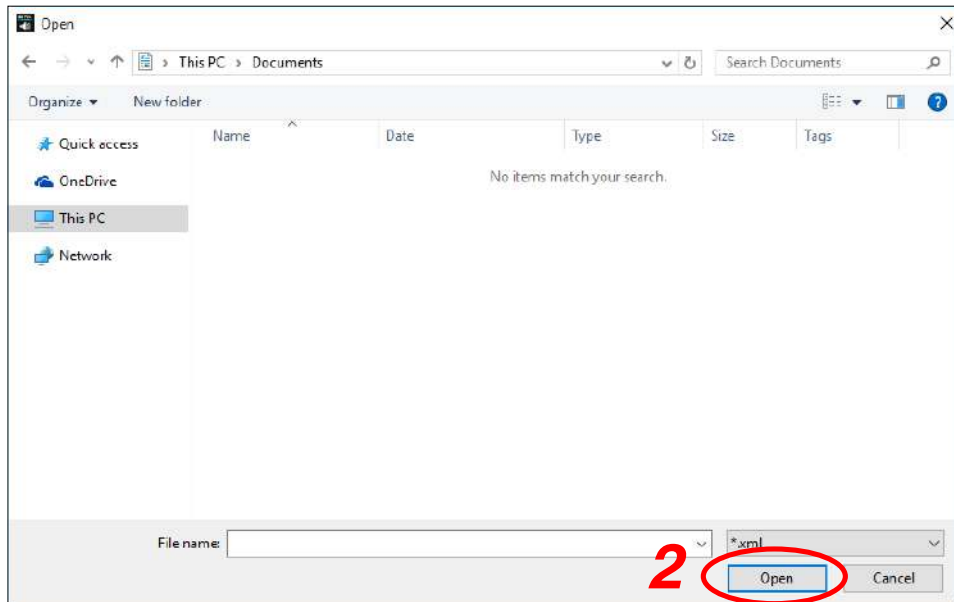 Open
This PC > Documents
Search Documents
Organize
New folder
Name Date Type Size Tags
Quick access
No items match your search.
OneDrive
This PC
Network
File name:
*.xml
2
Open Cancel